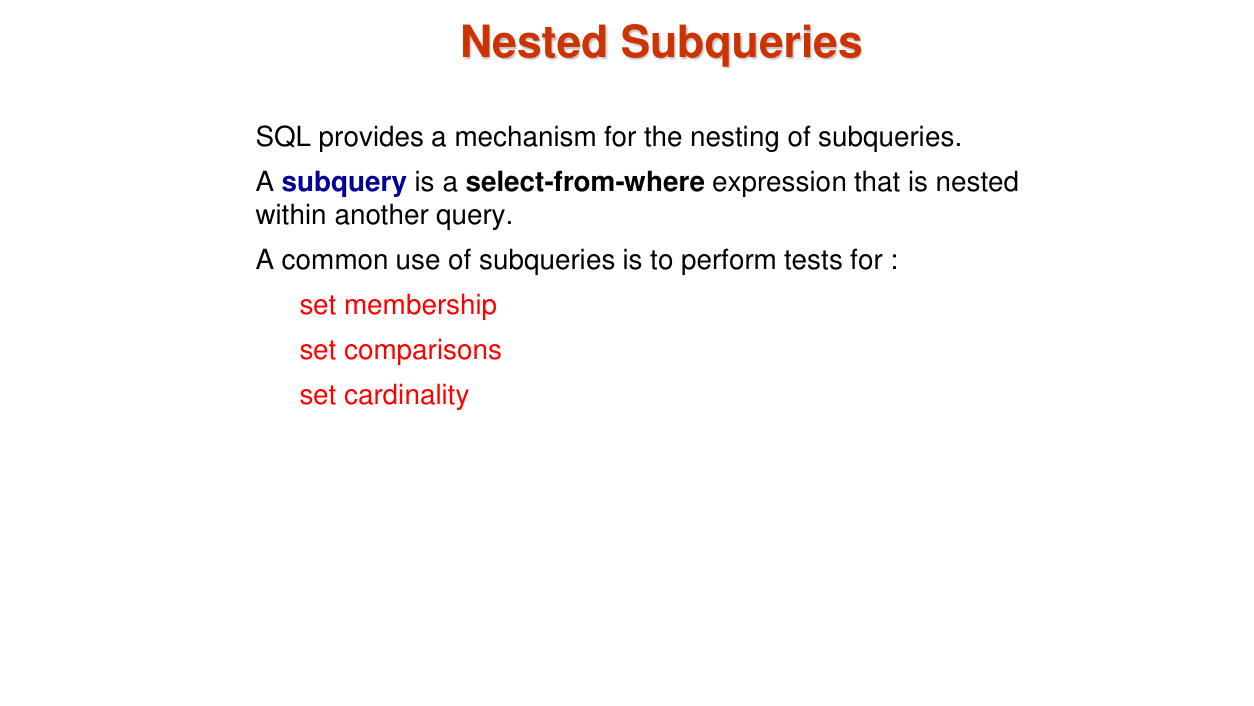 Nested Subqueries
SQL provides a mechanism for the nesting of subqueries.
A subquery is a select-from-where expression that is nested
within another query.
A common use of subqueries is to perform tests for :
set membership
set comparisons
set cardinality